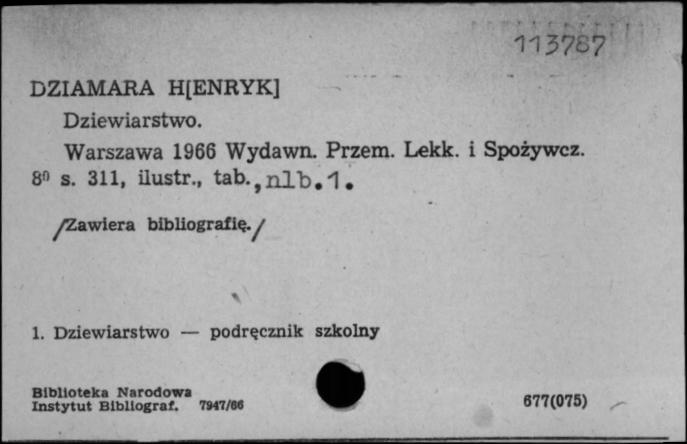 113787
DZIAMARA H[ENRYK]
Dziewiarstwo.
Warszawa 1966 Wydawn. Przem. Lekk. i Spożywcz.
8⁰ s. 311, ilustr., tab., nlb.1.
/Zawiera bibliografię./
1. Dziewiarstwo — podręcznik szkolny
Biblioteka Narodowa
Instytut Bibliograf. 7947/66
677(075)